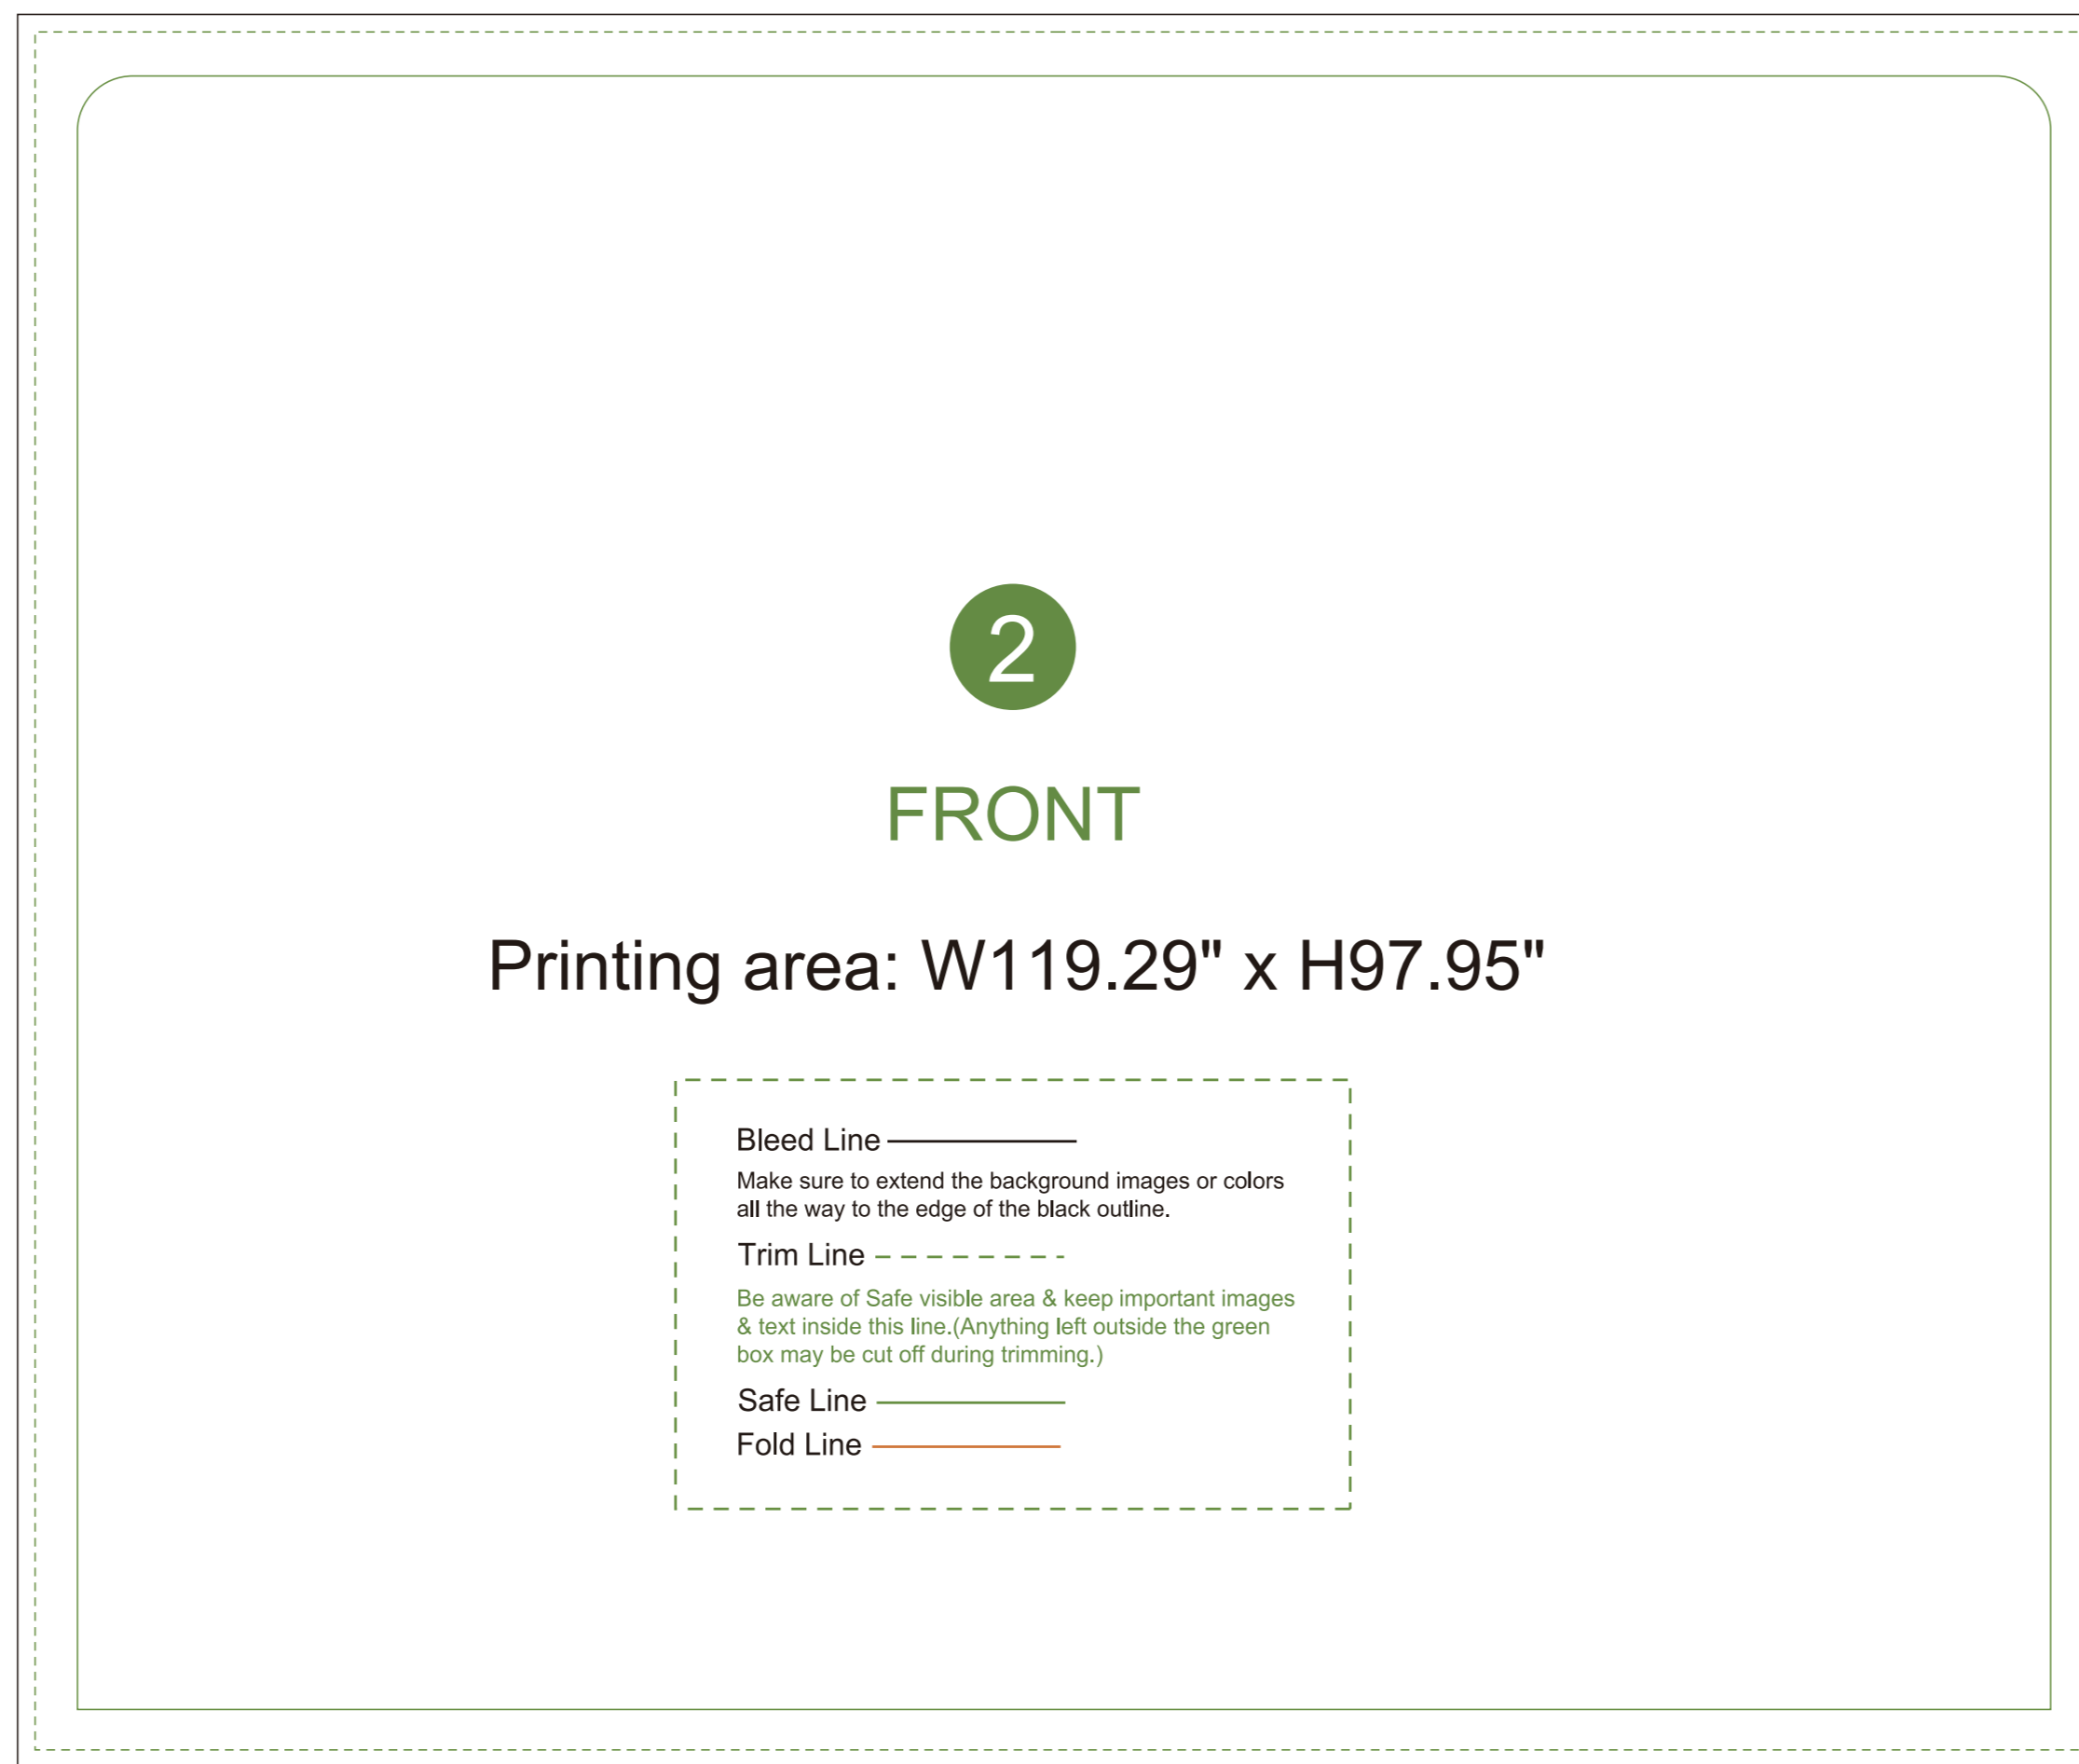 2
FRONT
Printing area: W119.29" x H97.95"
Bleed Line
Make sure to extend the background images or colors
all the way to the edge of the black outline.
Trim Line
Be aware of Safe visible area & keep important images
& text inside this line.(Anything left outside the green
box may be cut off during trimming.)
Safe Line
Fold Line